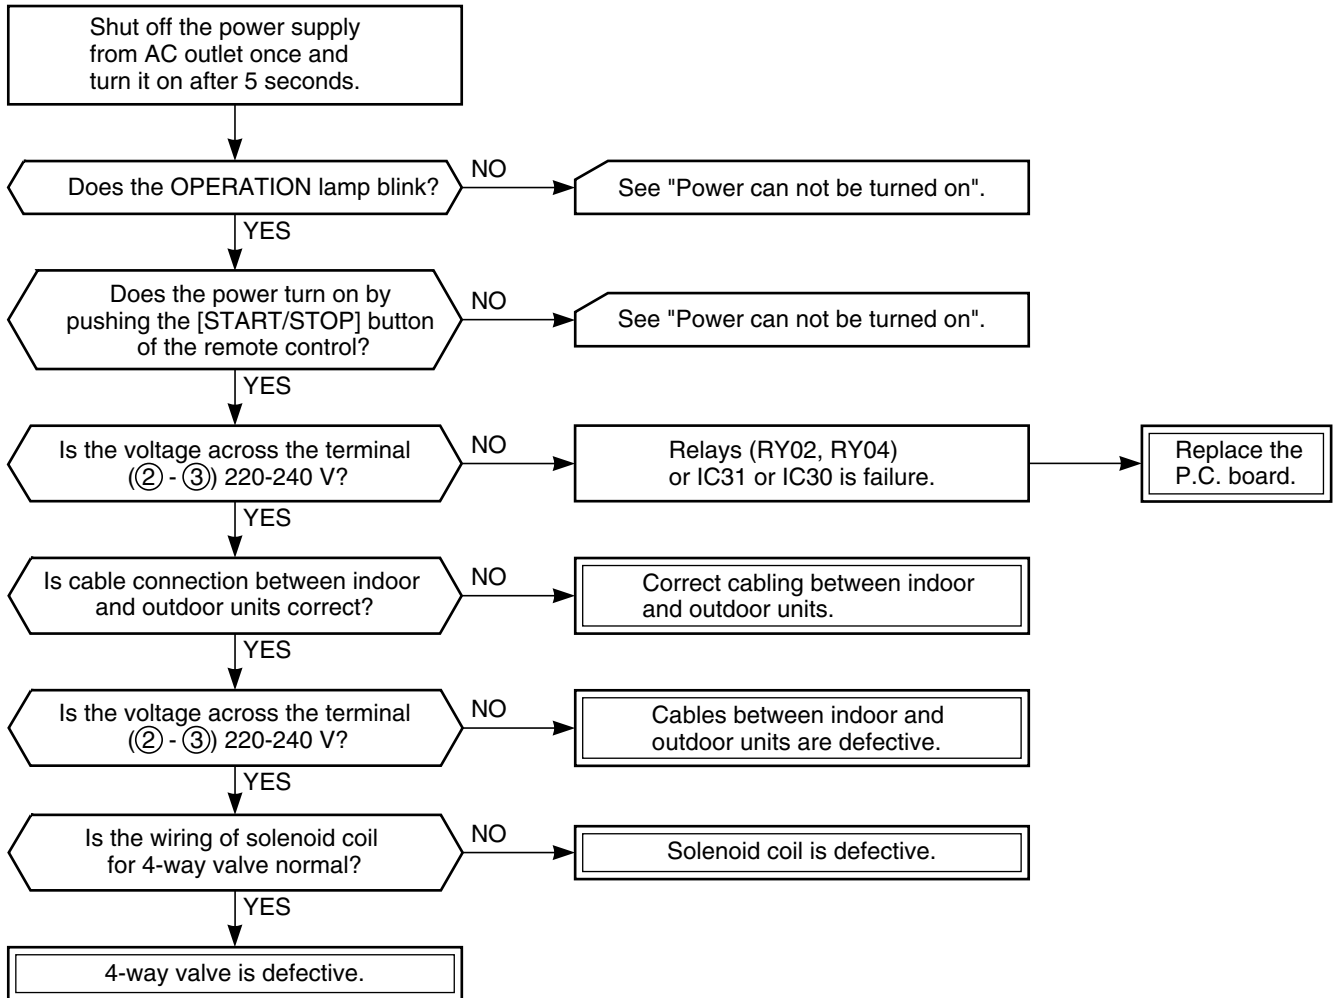 Shut off the power supply
from AC outlet once and
turn it on after 5 seconds.
Does the OPERATION lamp blink?
NO
See "Power can not be turned on".
YES
Does the power turn on by
pushing the [START/STOP] button
of the remote control?
NO
See "Power can not be turned on".
YES
Is the voltage across the terminal
(② - ③) 220-240 V?
NO
Relays (RY02, RY04)
or IC31 or IC30 is failure.
Replace the
P.C. board.
YES
Is cable connection between indoor
and outdoor units correct?
NO
Correct cabling between indoor
and outdoor units.
YES
Is the voltage across the terminal
(② - ③) 220-240 V?
NO
Cables between indoor and
outdoor units are defective.
YES
Is the wiring of solenoid coil
for 4-way valve normal?
NO
Solenoid coil is defective.
YES
4-way valve is defective.